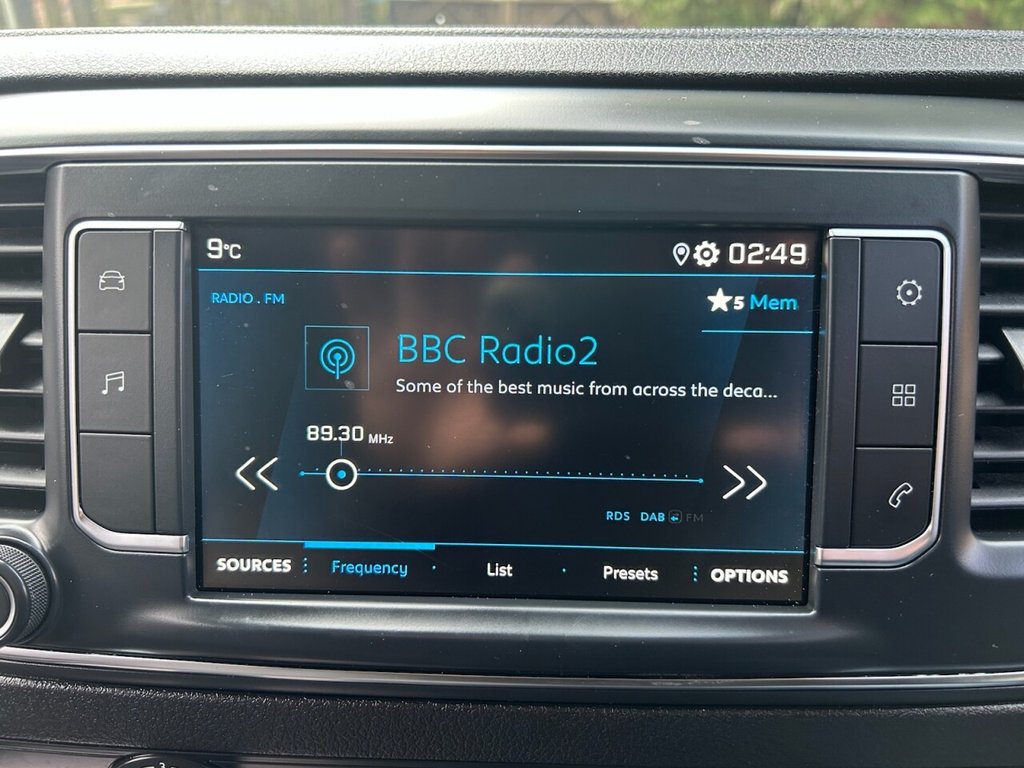 9°C 02:49
RADIO . FM
5 Mem
BBC Radio2
Some of the best music from across the deca...
89.30 MHz
RDS DAB FM
SOURCES Frequency List Presets OPTIONS
3